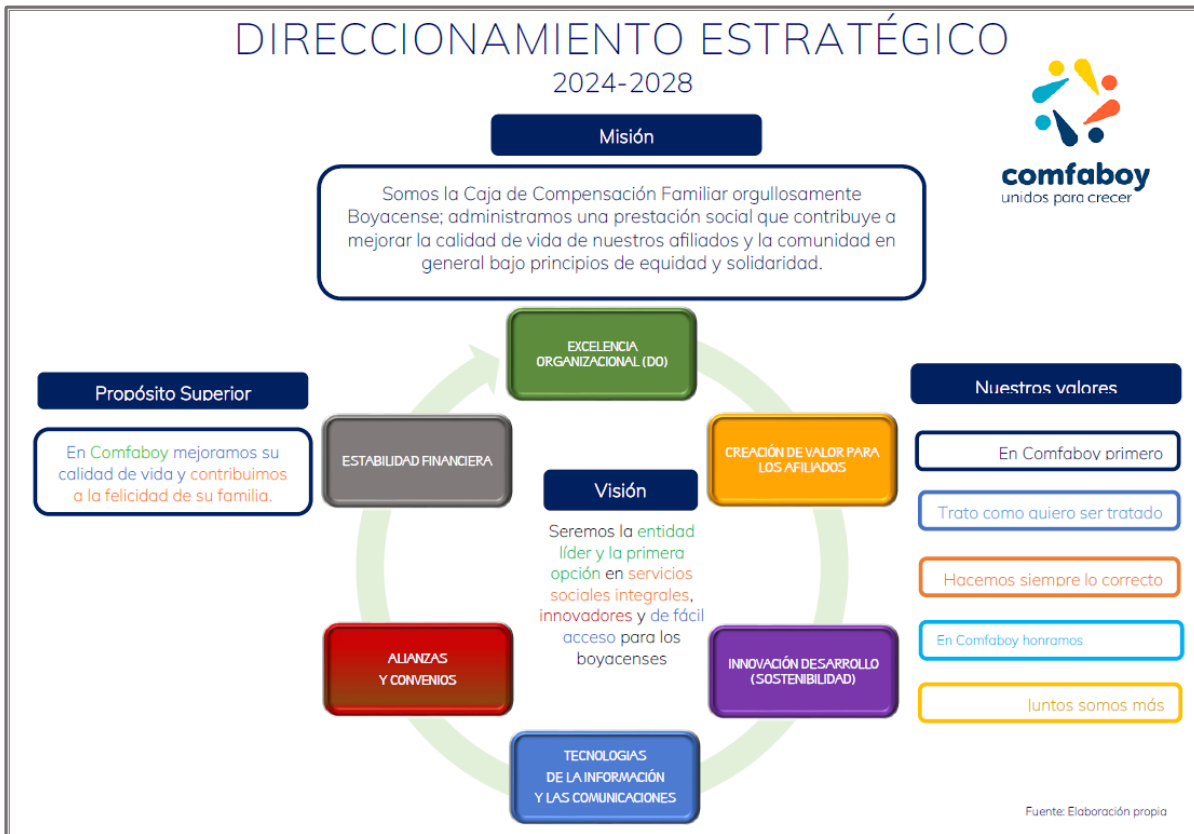 DIRECCIONAMIENTO ESTRATÉGICO
2024-2028
comfaboy
unidos para crecer
Misión
Somos la Caja de Compensación Familiar orgullosamente
Boyacense; administramos una prestación social que contribuye a
mejorar la calidad de vida de nuestros afiliados y la comunidad en
general bajo principios de equidad y solidaridad.
EXCELENCIA
ORGANIZACIONAL (DO)
Propósito Superior
En Comfaboy mejoramos su
calidad de vida y contribuimos
a la felicidad de su familia.
ESTABILIDAD FINANCIERA
CREACIÓN DE VALOR PARA
LOS AFILIADOS
Visión
Seremos la entidad
líder y la primera
opción en servicios
sociales integrales,
innovadores y de fácil
acceso para los
boyacenses
ALIANZAS
Y CONVENIOS
INNOVACIÓN DESARROLLO
(SOSTENIBILIDAD)
TECNOLOGIAS
DE LA INFORMACIÓN
Y LAS COMUNICACIONES
Nuestros valores
En Comfaboy primero
Trato como quiero ser tratado
Hacemos siempre lo correcto
En Comfaboy honramos
Juntos somos más
Fuente: Elaboración propia